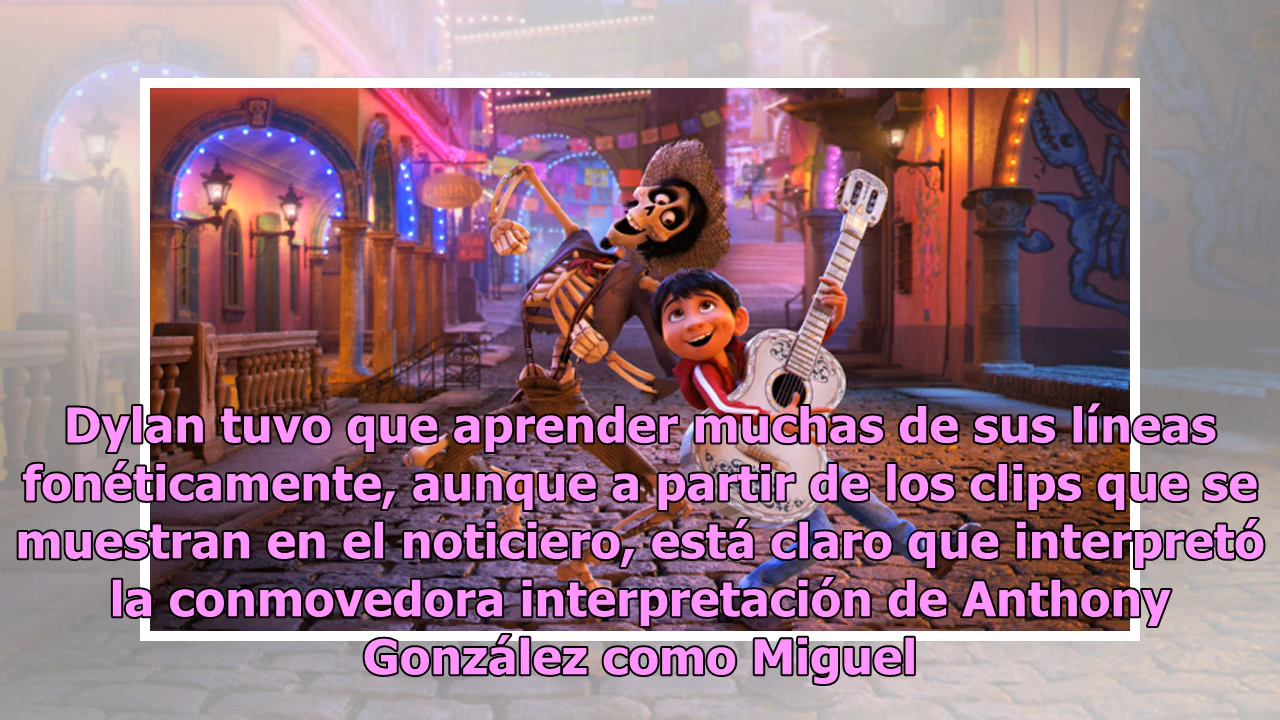 CANTINA
Dylan tuvo que aprender muchas de sus líneas
fonéticamente, aunque a partir de los clips que se
muestran en el noticiero, está claro que interpretó
la conmovedora interpretación de Anthony
González como Miguel